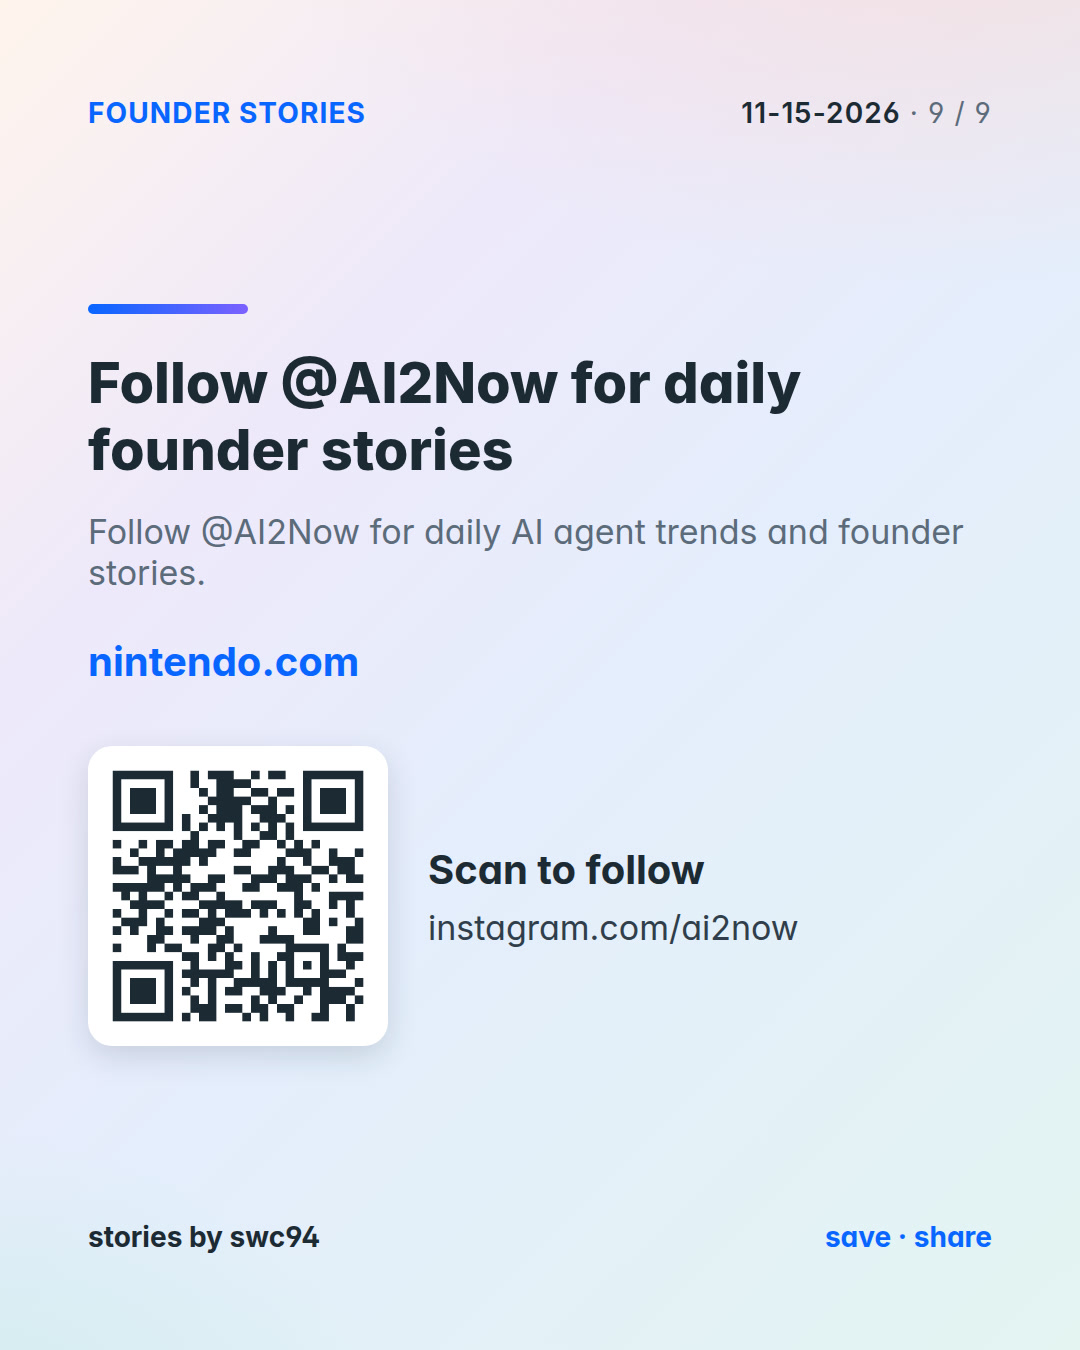 FOUNDER STORIES
11-15-2026 · 9 / 9
Follow @AI2Now for daily
founder stories
Follow @AI2Now for daily AI agent trends and founder
stories.
nintendo.com
Scan to follow
instagram.com/ai2now
stories by swc94
save · share